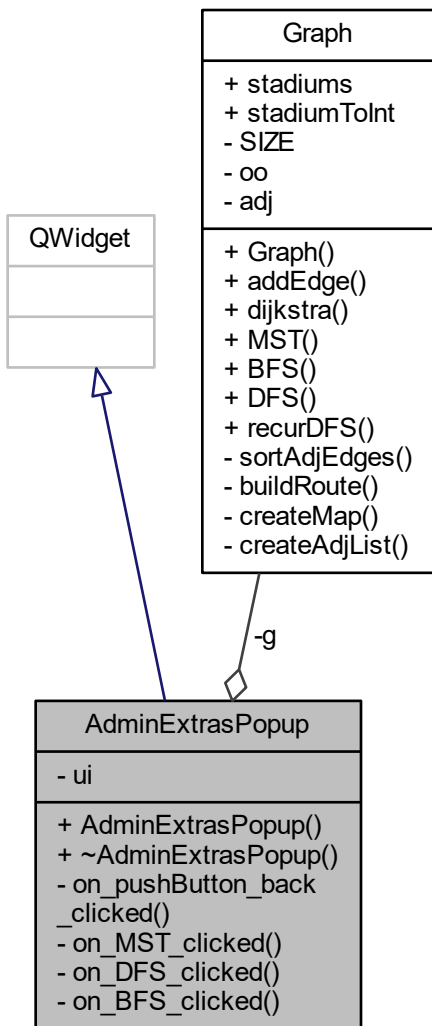 Graph
+ stadiums
+ stadiumToInt
- SIZE
- oo
- adj
+ Graph()
+ addEdge()
+ dijkstra()
+ MST()
+ BFS()
+ DFS()
+ recurDFS()
- sortAdjEdges()
- buildRoute()
- createMap()
- createAdjList()
QWidget
-g
AdminExtrasPopup
- ui
+ AdminExtrasPopup()
+ ~AdminExtrasPopup()
- on_pushButton_back
_clicked()
- on_MST_clicked()
- on_DFS_clicked()
- on_BFS_clicked()